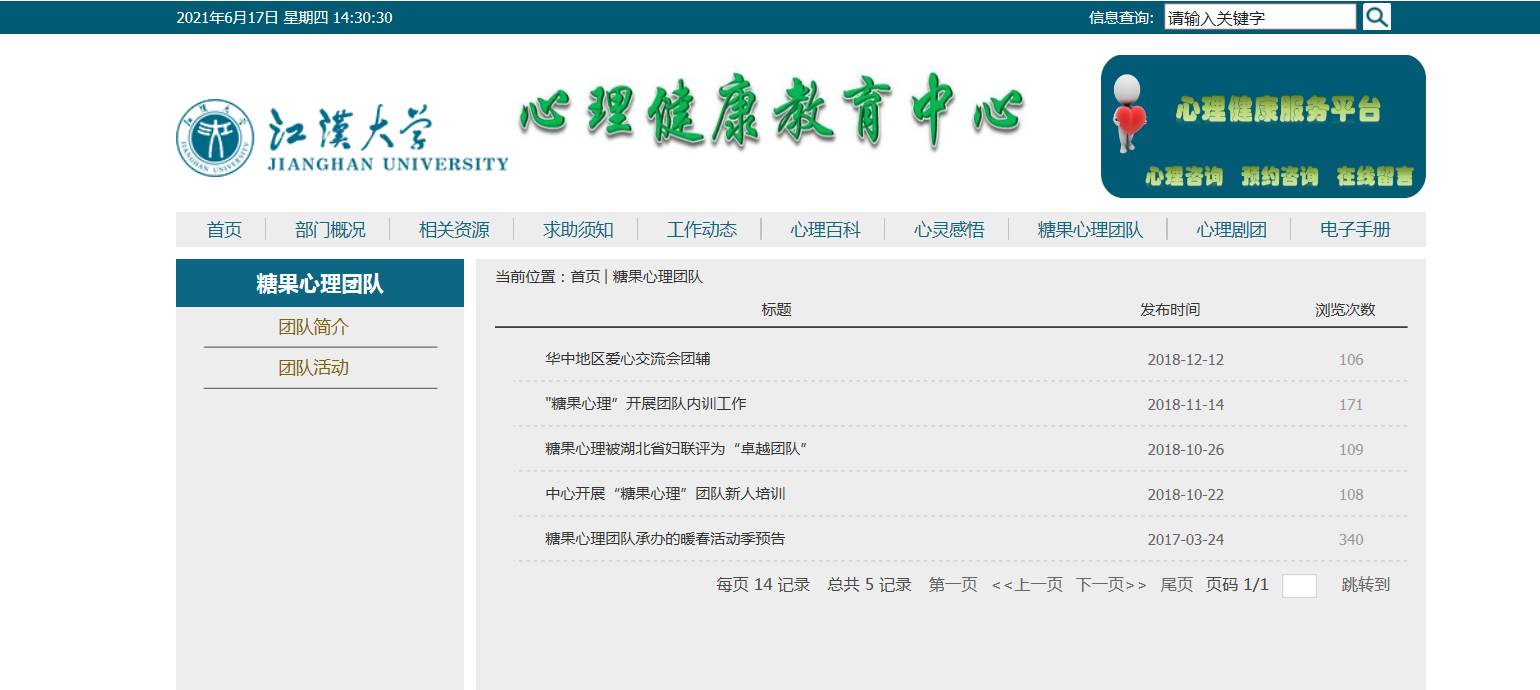 2021年6月17日 星期四 14:30:30 信息查询: 请输入关键字
江漢大学
JIANGHAN UNIVERSITY
心理健康教育中心
心理健康服务平台
心理咨询 预约咨询 在线留言
首页 部门概况 相关资源 求助须知 工作动态 心理百科 心灵感悟 糖果心理团队 心理剧团 电子手册
糖果心理团队
团队简介
团队活动
当前位置：首页 | 糖果心理团队
标题 发布时间 浏览次数
华中地区爱心交流会团辅 2018-12-12 106
"糖果心理”开展团队内训工作 2018-11-14 171
糖果心理被湖北省妇联评为“卓越团队” 2018-10-26 109
中心开展“糖果心理”团队新人培训 2018-10-22 108
糖果心理团队承办的暖春活动季预告 2017-03-24 340
每页 14 记录 总共 5 记录 第一页 <<上一页 下一页>> 尾页 页码 1/1 跳转到